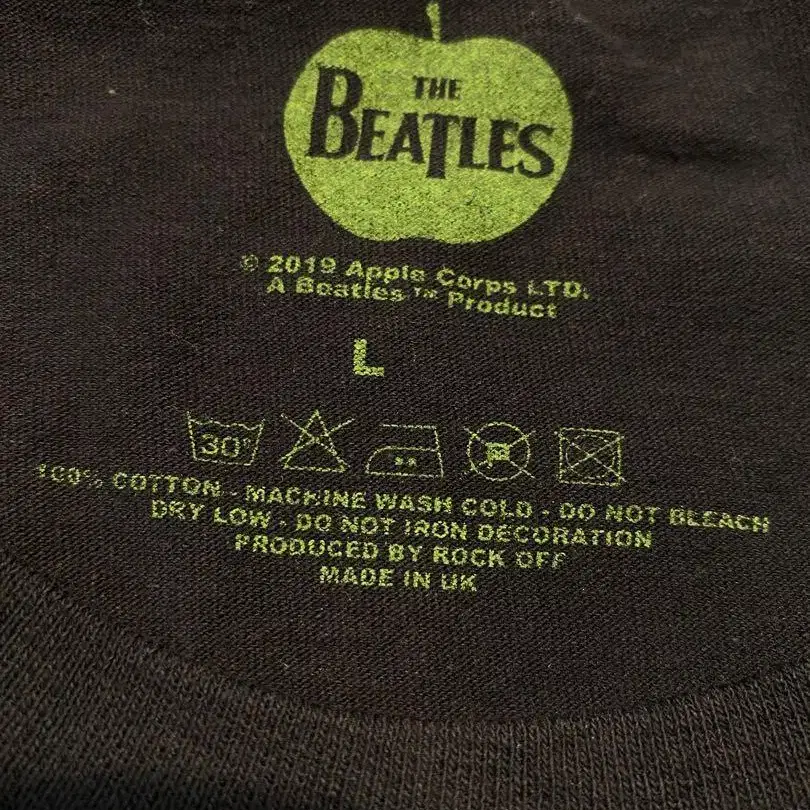 THE
BEATLES
© 2019 Apple Corps LTD.
A Beatles ™ Product
L
30°
P
100% COTTON - MACHINE WASH COLD - DO NOT BLEACH
DRY LOW - DO NOT IRON DECORATION
PRODUCED BY ROCK OFF
MADE IN UK